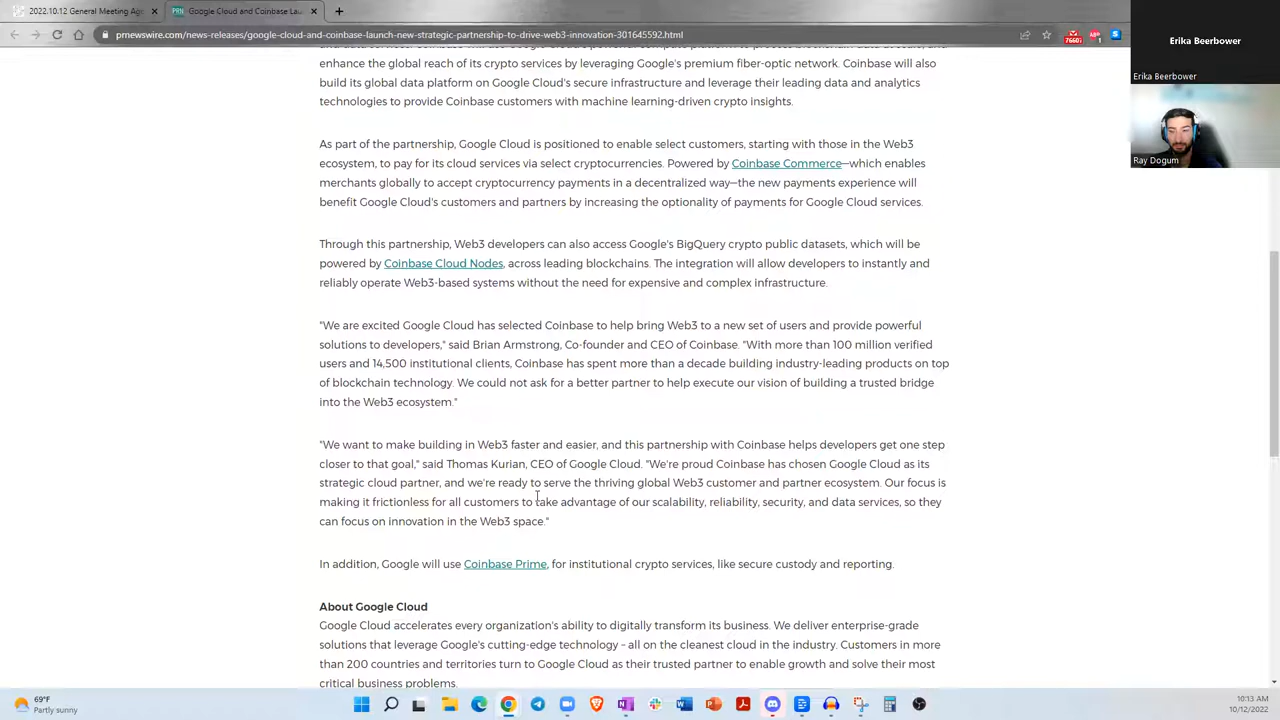 2022.10.12 General Meeting Age
Google Cloud and Coinbase Lau
prnewswire.com/news-releases/google-cloud-and-coinbase-launch-new-strategic-partnership-to-drive-web3-innovation-301645592.html
Erika Beerbower
Erika Beerbower
Ray Dogum
enhance the global reach of its crypto services by leveraging Google's premium fiber-optic network. Coinbase will also
build its global data platform on Google Cloud's secure infrastructure and leverage their leading data and analytics
technologies to provide Coinbase customers with machine learning-driven crypto insights.
As part of the partnership, Google Cloud is positioned to enable select customers, starting with those in the Web3
ecosystem, to pay for its cloud services via select cryptocurrencies. Powered by Coinbase Commerce—which enables
merchants globally to accept cryptocurrency payments in a decentralized way—the new payments experience will
benefit Google Cloud's customers and partners by increasing the optionality of payments for Google Cloud services.
Through this partnership, Web3 developers can also access Google's BigQuery crypto public datasets, which will be
powered by Coinbase Cloud Nodes, across leading blockchains. The integration will allow developers to instantly and
reliably operate Web3-based systems without the need for expensive and complex infrastructure.
"We are excited Google Cloud has selected Coinbase to help bring Web3 to a new set of users and provide powerful
solutions to developers," said Brian Armstrong, Co-founder and CEO of Coinbase. "With more than 100 million verified
users and 14,500 institutional clients, Coinbase has spent more than a decade building industry-leading products on top
of blockchain technology. We could not ask for a better partner to help execute our vision of building a trusted bridge
into the Web3 ecosystem."
"We want to make building in Web3 faster and easier, and this partnership with Coinbase helps developers get one step
closer to that goal," said Thomas Kurian, CEO of Google Cloud. "We're proud Coinbase has chosen Google Cloud as its
strategic cloud partner, and we're ready to serve the thriving global Web3 customer and partner ecosystem. Our focus is
making it frictionless for all customers to take advantage of our scalability, reliability, security, and data services, so they
can focus on innovation in the Web3 space."
In addition, Google will use Coinbase Prime, for institutional crypto services, like secure custody and reporting.
About Google Cloud
Google Cloud accelerates every organization's ability to digitally transform its business. We deliver enterprise-grade
solutions that leverage Google's cutting-edge technology – all on the cleanest cloud in the industry. Customers in more
than 200 countries and territories turn to Google Cloud as their trusted partner to enable growth and solve their most
critical business problems.
69°F
Partly sunny
10:13 AM
10/12/2022